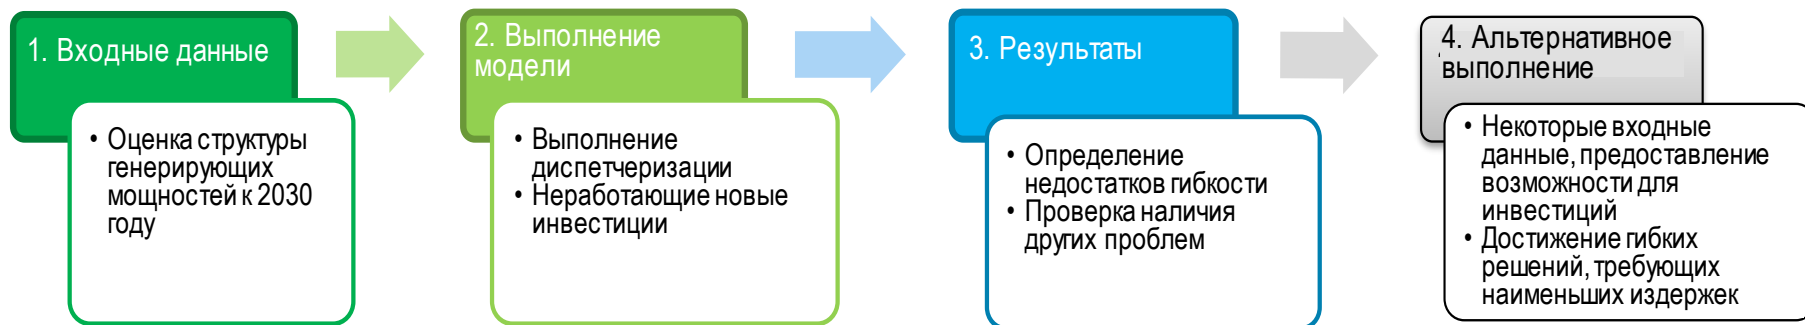 1. Входные данные
• Оценка структуры
генерирующих
мощностей к 2030
году
2. Выполнение
модели
• Выполнение
диспетчеризации
• Неработающие новые
инвестиции
3. Результаты
• Определение
недостатков гибкости
• Проверка наличия
других проблем
4. Альтернативное
выполнение
• Некоторые входные
данные, предоставление
возможности для
инвестиций
• Достижение гибких
решений, требующих
наименьших издержек